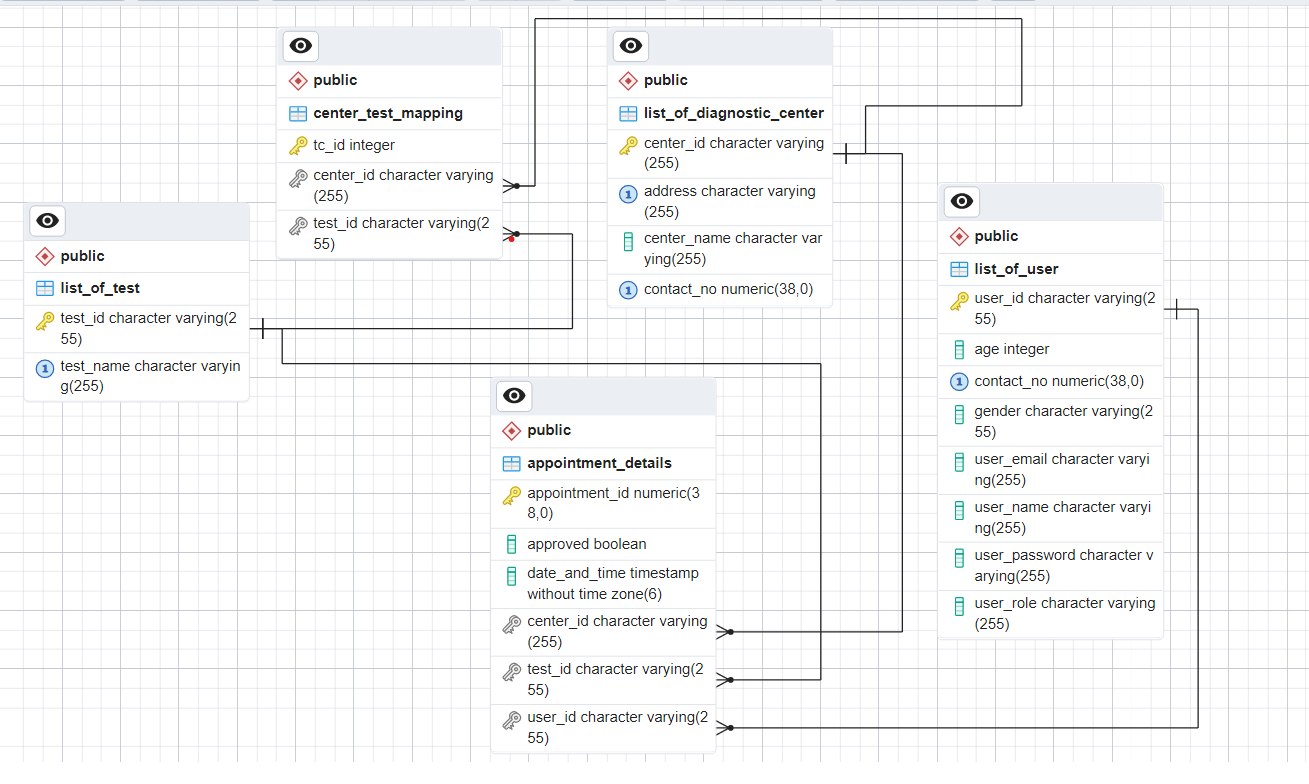 public
center_test_mapping
tc_id integer
center_id character varying
(255)
test_id character varying(2
55)
public
list_of_diagnostic_center
center_id character varying
(255)
1
address character varying
(255)
center_name character var
ying(255)
1
contact_no numeric(38,0)
public
list_of_test
test_id character varying(2
55)
1
test_name character varyin
g(255)
public
list_of_user
user_id character varying(2
55)
age integer
1
contact_no numeric(38,0)
gender character varying(2
55)
user_email character varyi
ng(255)
user_name character varyi
ng(255)
user_password character v
arying(255)
user_role character varying
(255)
public
appointment_details
appointment_id numeric(3
8,0)
approved boolean
date_and_time timestamp
without time zone(6)
center_id character varying
(255)
test_id character varying(2
55)
user_id character varying(2
55)